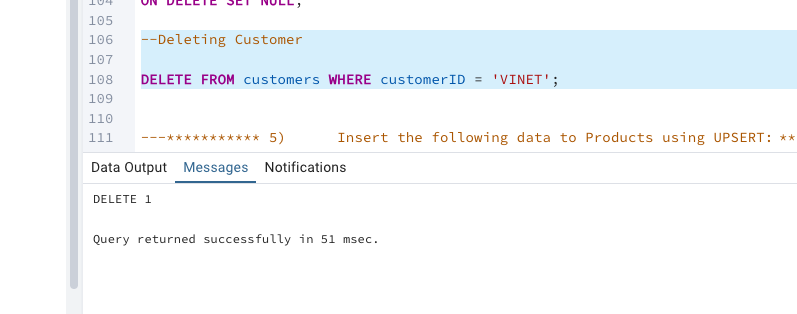 104 ON DELETE SET NULL;
105
106 --Deleting Customer
107
108 DELETE FROM customers WHERE customerID = 'VINET';
109
110
111 ---*********** 5) Insert the following data to Products using UPSERT: **
Data Output Messages Notifications
DELETE 1
Query returned successfully in 51 msec.